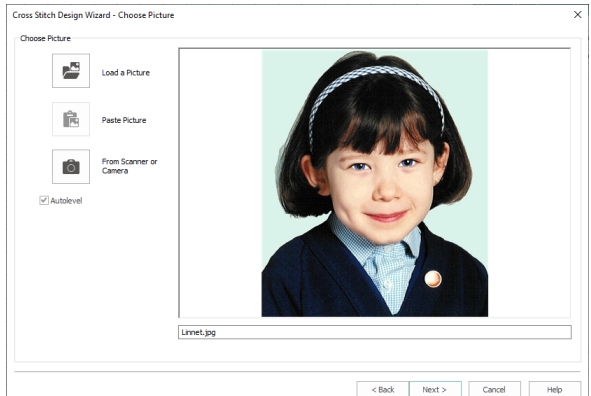 Cross Stitch Design Wizard - Choose Picture
Choose Picture
Load a Picture
Paste Picture
From Scanner or
Camera
Autolevel
Linnet.jpg
< Back
Next >
Cancel
Help